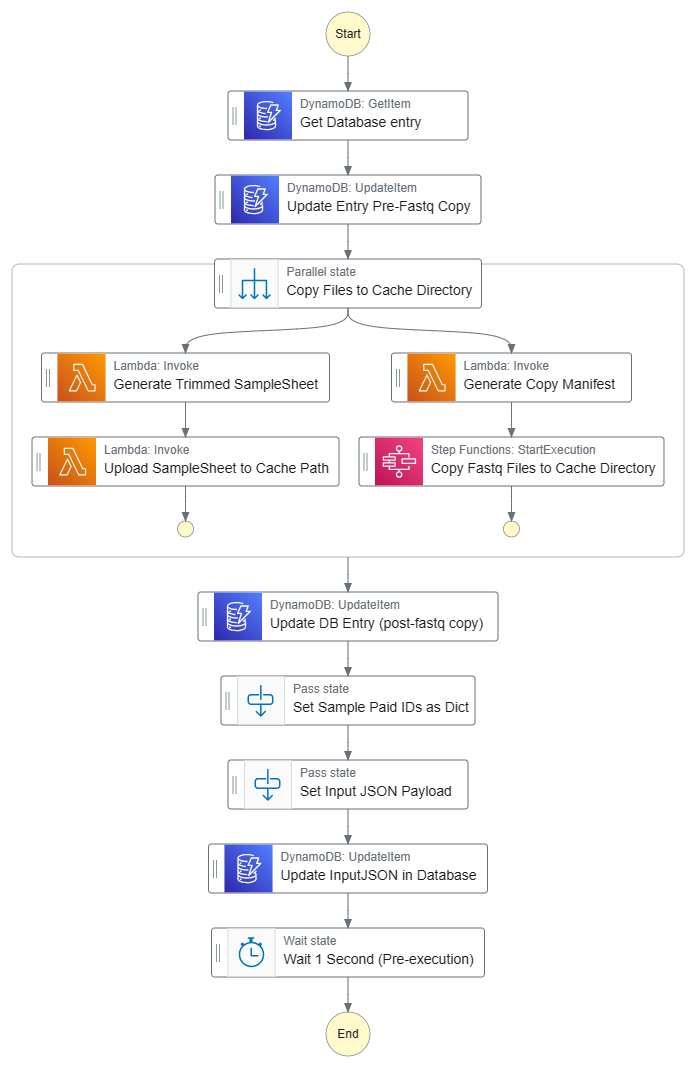 Start
DynamoDB: GetItem
Get Database entry
DynamoDB: UpdateItem
Update Entry Pre-Fastq Copy
Parallel state
Copy Files to Cache Directory
Lambda: Invoke
Generate Trimmed SampleSheet
Lambda: Invoke
Generate Copy Manifest
Lambda: Invoke
Upload SampleSheet to Cache Path
Step Functions: StartExecution
Copy Fastq Files to Cache Directory
DynamoDB: UpdateItem
Update DB Entry (post-fastq copy)
Pass state
Set Sample Paid IDs as Dict
Pass state
Set Input JSON Payload
DynamoDB: UpdateItem
Update InputJSON in Database
Wait state
Wait 1 Second (Pre-execution)
End